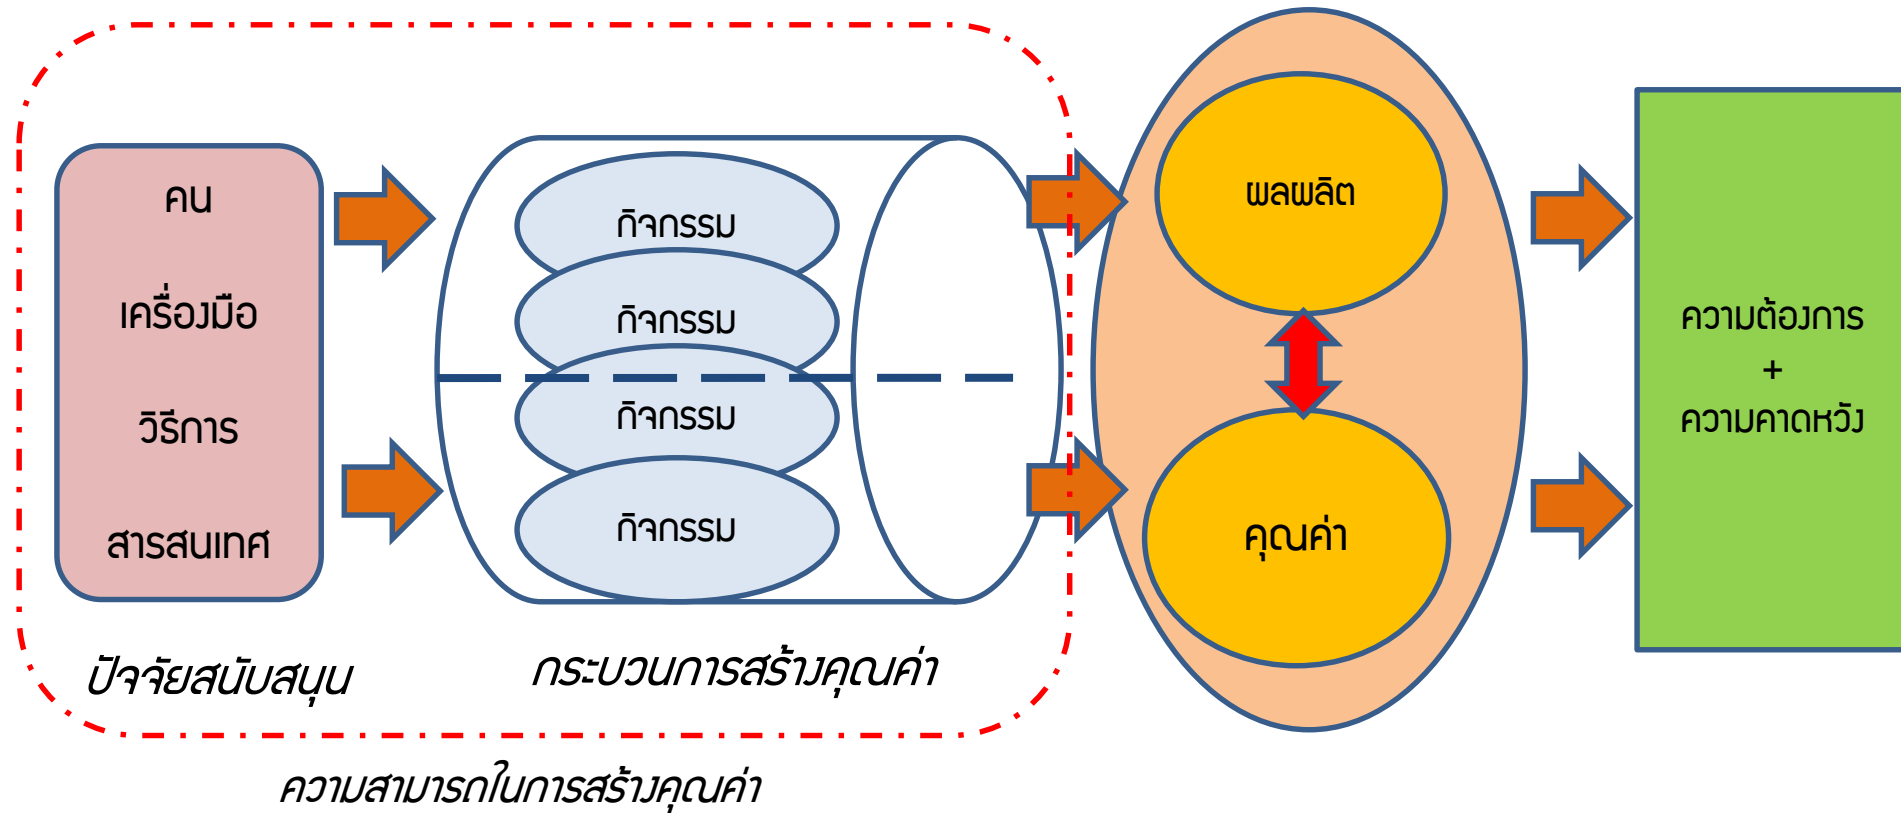 คน
เครื่องมือ
วิธีการ
สารสนเทศ
ปัจจัยสนับสนุน
กิจกรรม
กิจกรรม
กิจกรรม
กิจกรรม
กระบวนการสร้างคุณค่า
ความสามารถในการสร้างคุณค่า
ผลผลิต
คุณค่า
ความต้องการ
+
ความคาดหวัง